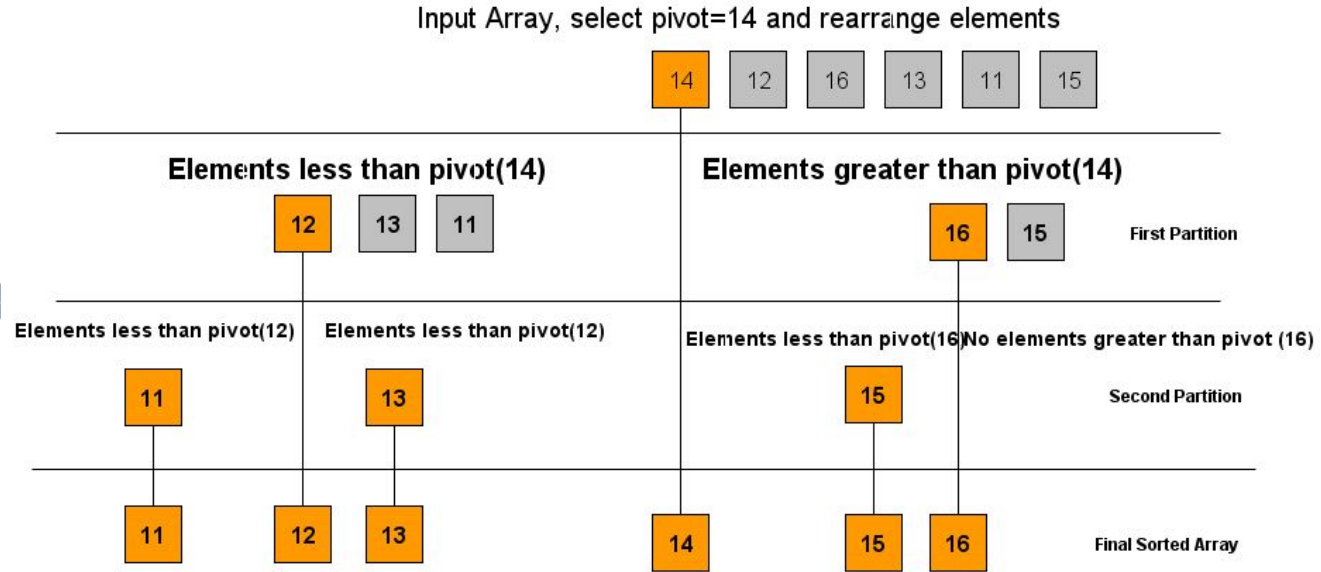 Input Array, select pivot=14 and rearrange elements
14 12 16 13 11 15
Elements less than pivot(14) Elements greater than pivot(14)
12 13 11 16 15 First Partition
Elements less than pivot(12) Elements less than pivot(12) Elements less than pivot(16) No elements greater than pivot (16)
11 13 15 Second Partition
11 12 13 14 15 16 Final Sorted Array